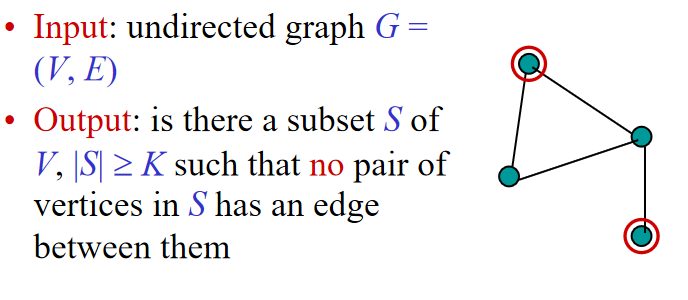 • Input: undirected graph G =
(V, E)
• Output: is there a subset S of
V, |S| ≥ K such that no pair of
vertices in S has an edge
between them